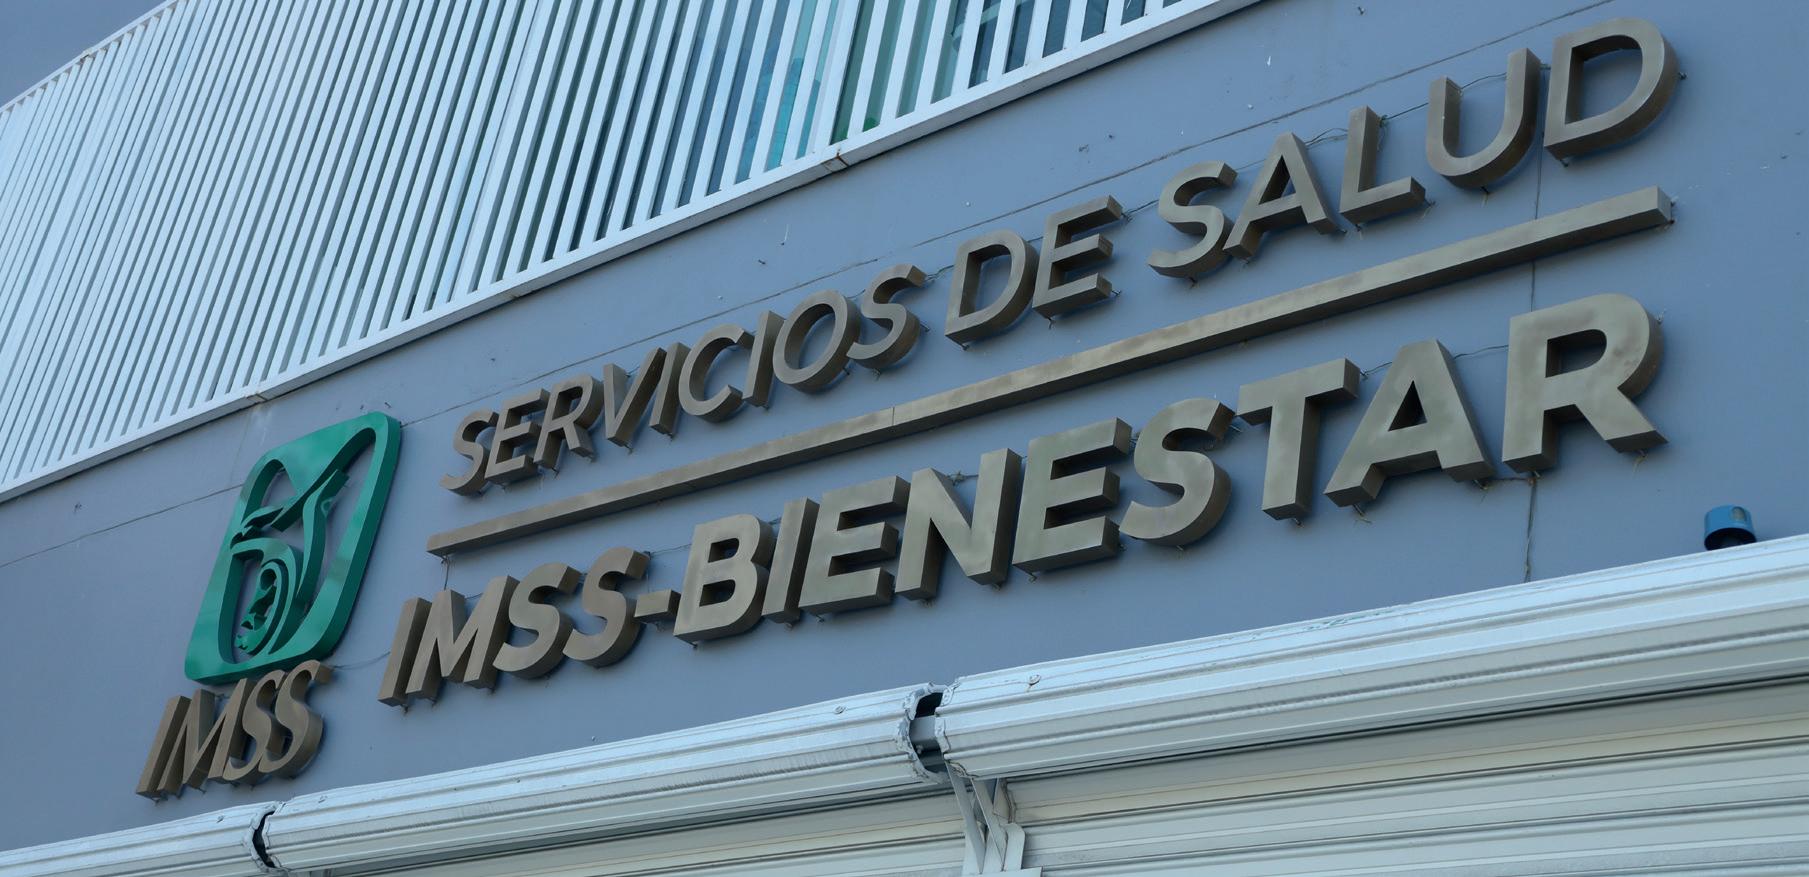 SERVICIOS DE SALUD
IMSS-BIENESTAR
IMSS